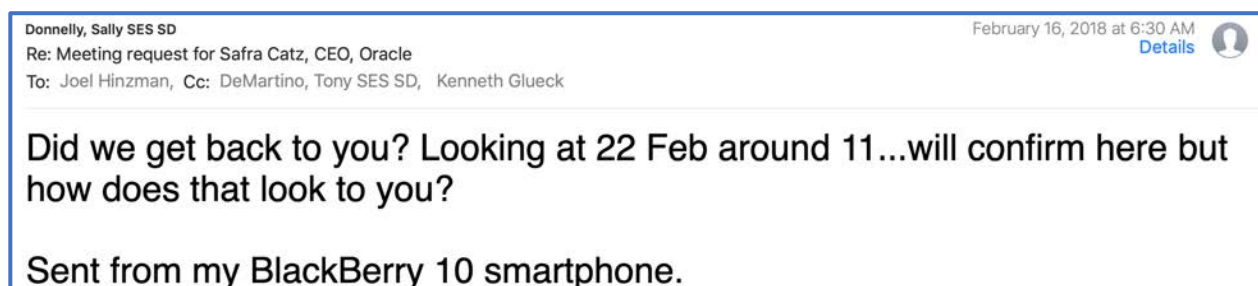 Donnelly, Sally SES SD
February 16, 2018 at 6:30 AM
Details
Re: Meeting request for Safra Catz, CEO, Oracle
To: Joel Hinzman, Cc: DeMartino, Tony SES SD, Kenneth Glueck
Did we get back to you? Looking at 22 Feb around 11...will confirm here but
how does that look to you?
Sent from my BlackBerry 10 smartphone.